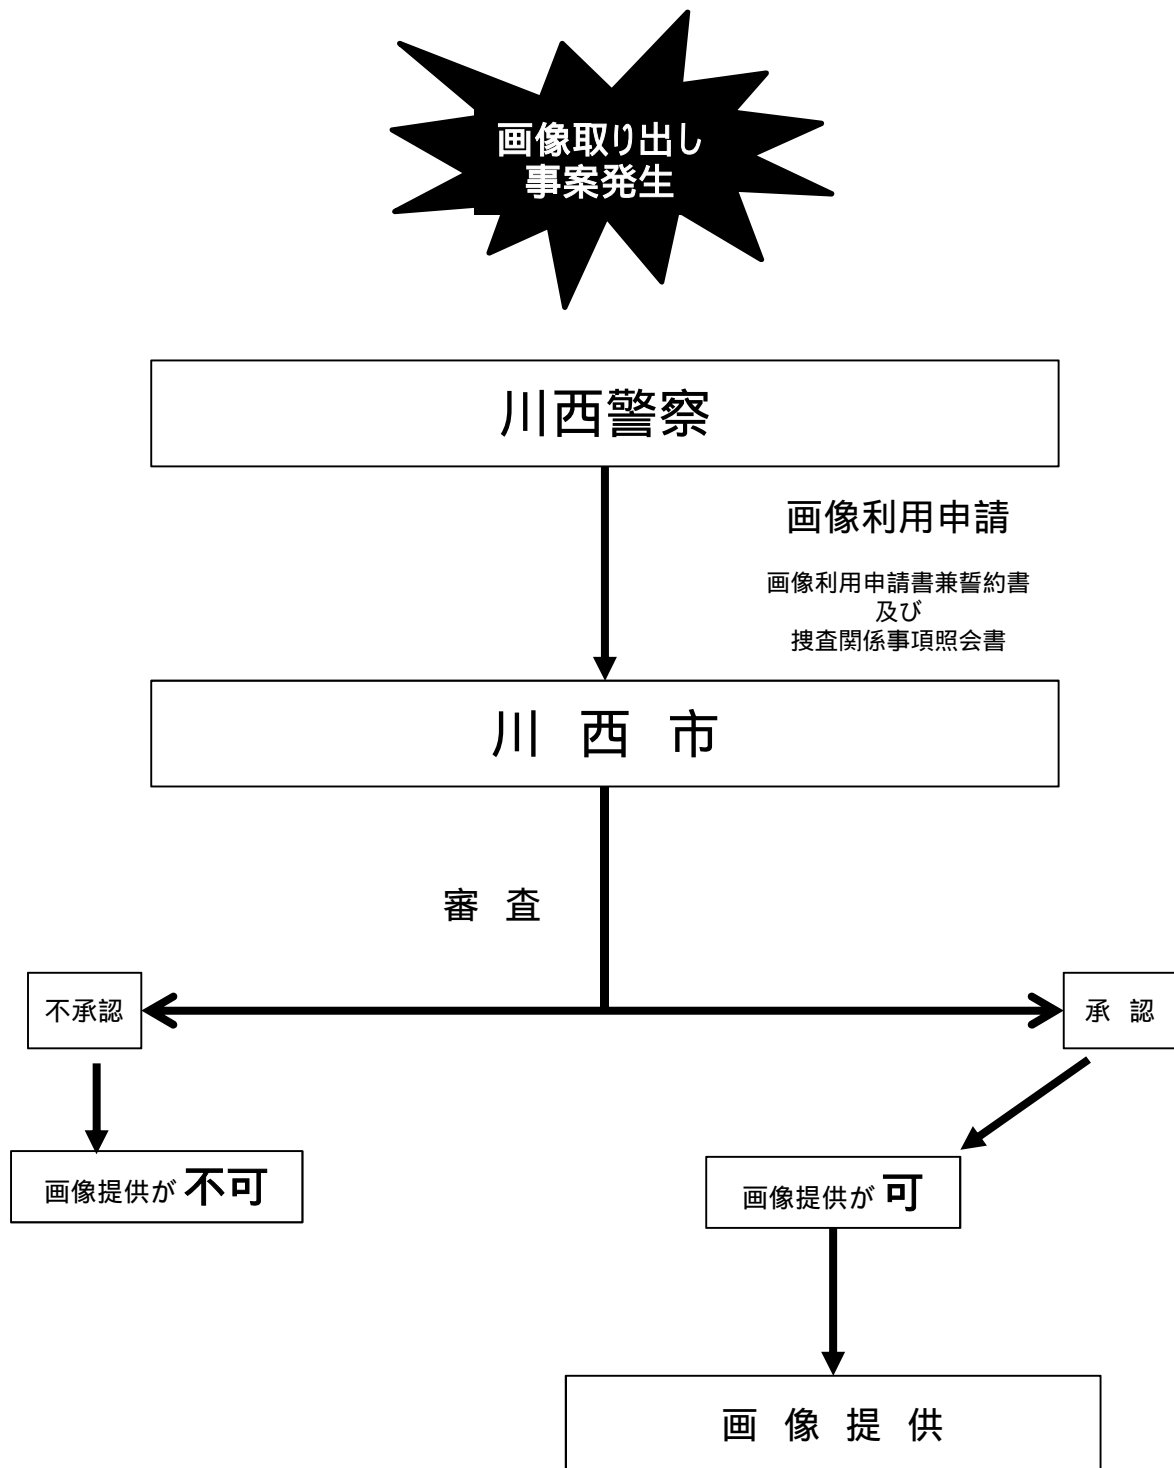 画像取り出し
事案発生
川西警察
画像利用申請
画像利用申請書兼誓約書
及び
捜査関係事項照会書
川 西 市
審 査
不承認
承 認
画像提供が 不可
画像提供が 可
画 像 提 供